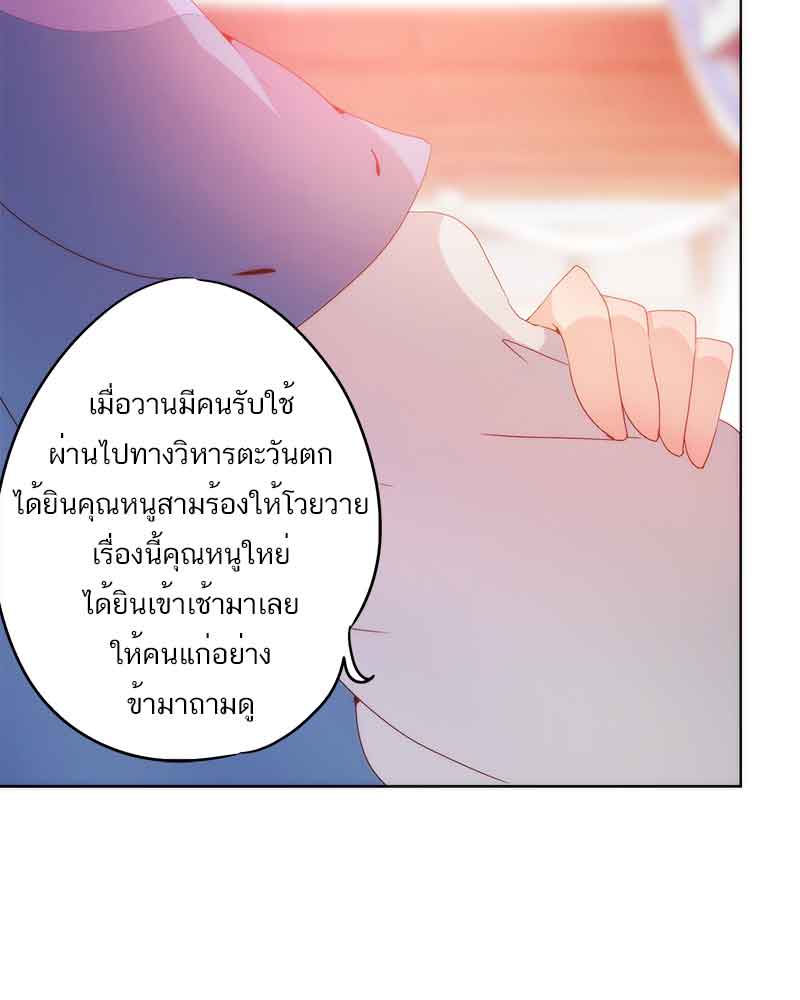 เมื่อวานมีคนรับใช้
ผ่านไปทางวิหารตะวันตก
ได้ยินคุณหนูสามร้องให้โวยวาย
เรื่องนี้คุณหนูใหย่
ได้ยินเข้าเช้ามาเลย
ให้คนแก่อย่าง
ข้ามาถามดู